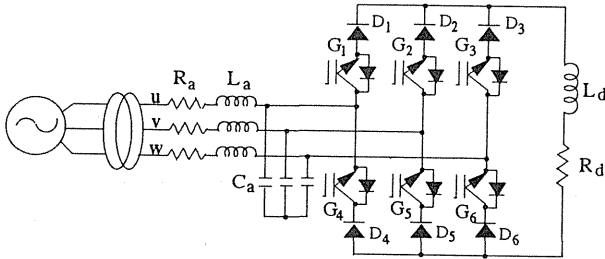 D1 D2 D3
G1 G2 G3
Ra La
Ld
u
v
w
Rd
Ca
G4 G5 G6
D4 D5 D6